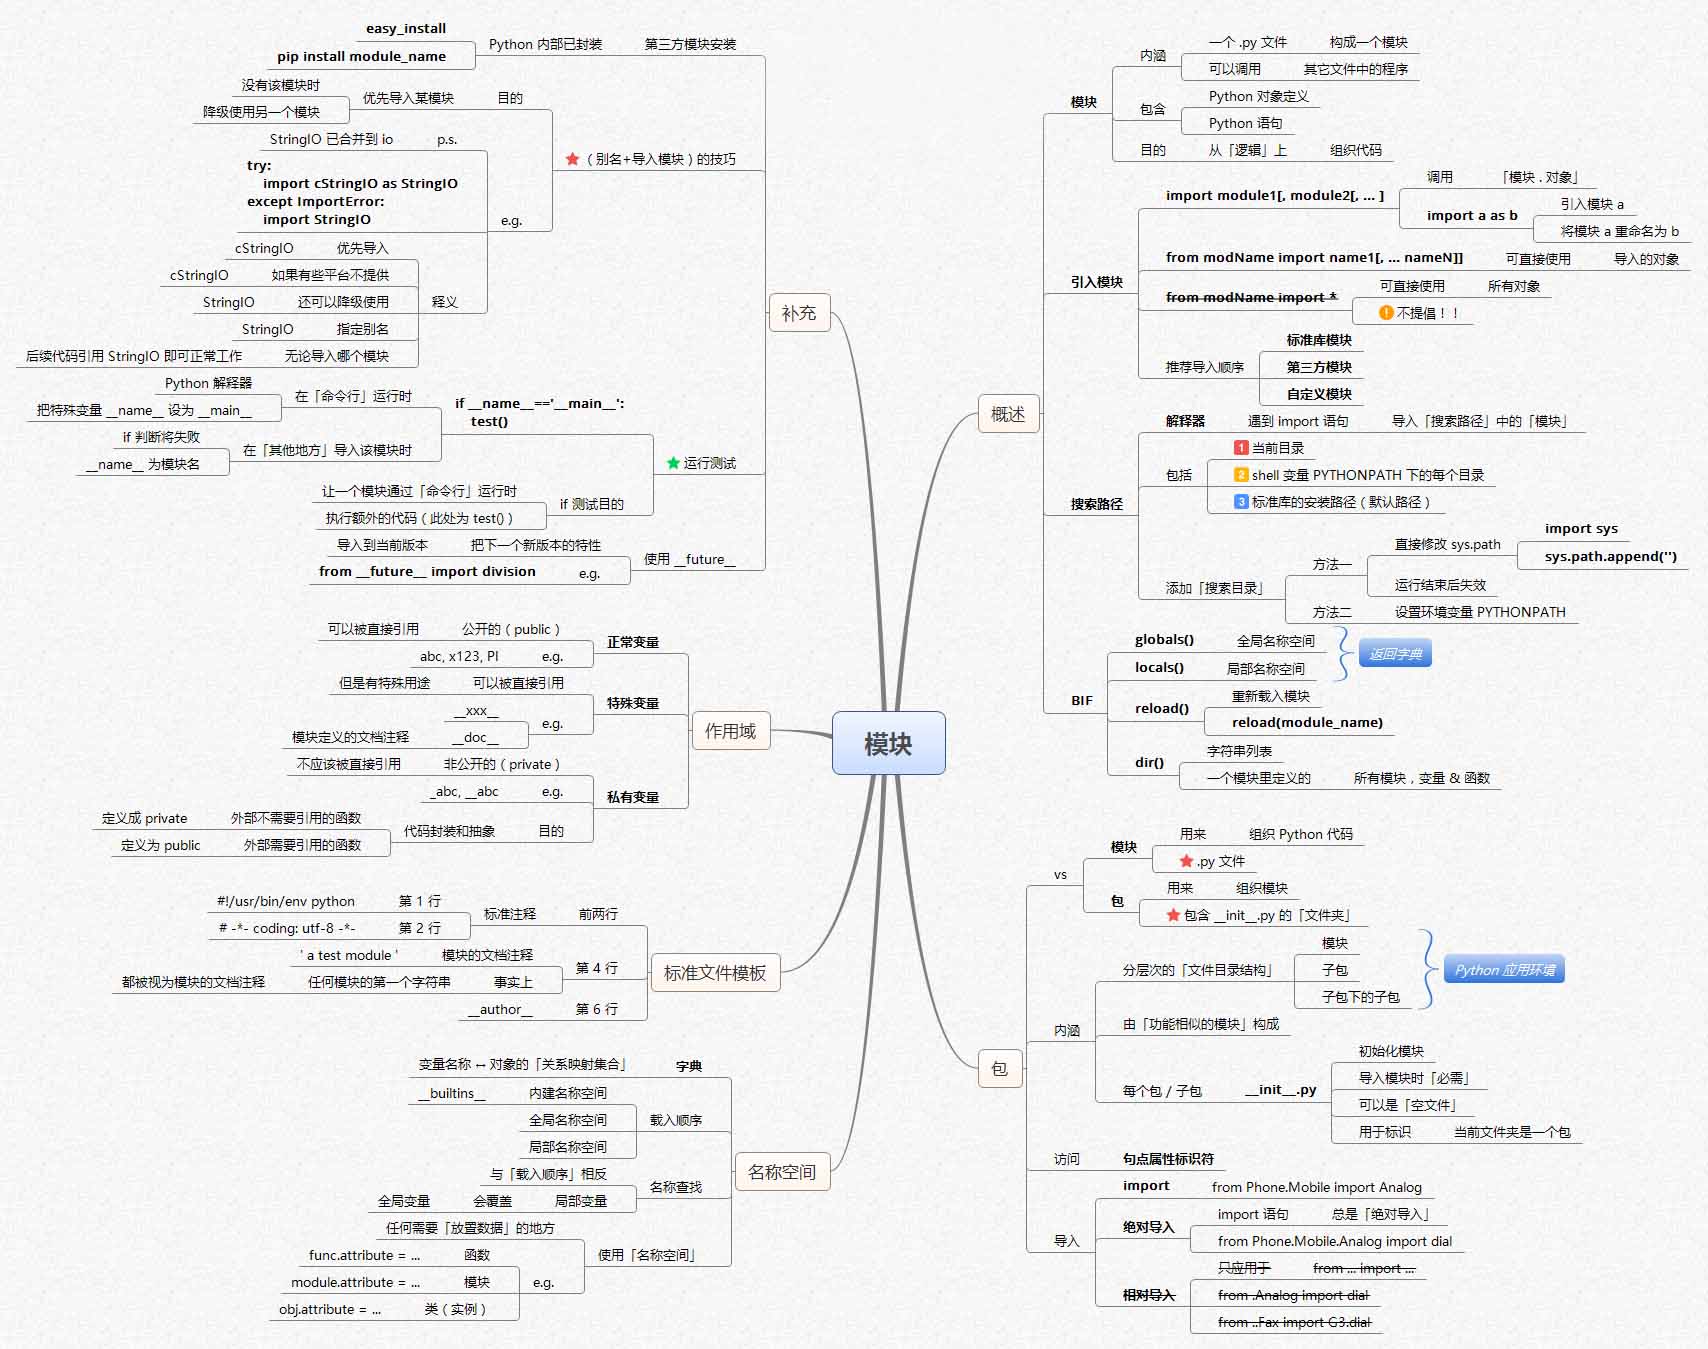 模块
概述
模块
内涵
一个 .py 文件 构成一个模块
可以调用 其它文件中的程序
包含
Python 对象定义
Python 语句
目的 从「逻辑」上 组织代码
引入模块
import module1[, module2[, ... ]
调用 「模块 . 对象」
import a as b
引入模块 a
将模块 a 重命名为 b
from modName import name1[, ... nameN]] 可直接使用 导入的对象
from modName import *
可直接使用 所有对象
不提倡！！
推荐导入顺序
标准库模块
第三方模块
自定义模块
搜索路径
解释器 遇到 import 语句 导入「搜索路径」中的「模块」
包括
1 当前目录
2 shell 变量 PYTHONPATH 下的每个目录
3 标准库的安装路径（默认路径）
添加「搜索目录」
方法一
直接修改 sys.path
import sys
sys.path.append('')
运行结束后失效
方法二 设置环境变量 PYTHONPATH
BIF
globals() 全局名称空间
locals() 局部名称空间
返回字典
reload()
重新载入模块
reload(module_name)
dir()
字符串列表
一个模块里定义的 所有模块，变量 & 函数
包
vs
模块
用来 组织 Python 代码
.py 文件
包
用来 组织模块
包含 __init__.py 的「文件夹」
内涵
分层次的「文件目录结构」
模块
子包
子包下的子包
Python 应用环境
由「功能相似的模块」构成
每个包 / 子包 __init__.py
初始化模块
导入模块时「必需」
可以是「空文件」
用于标识 当前文件夹是一个包
访问 句点属性标识符
导入
import from Phone.Mobile import Analog
绝对导入
import 语句 总是「绝对导入」
from Phone.Mobile.Analog import dial
相对导入
只应用于 from ... import ...
from .Analog import dial
from ..Fax import G3.dial
补充
easy_install
pip install module_name
Python 内部已封装 第三方模块安装
没有该模块时
降级使用另一个模块
优先导入某模块 目的
（别名+导入模块）的技巧
StringIO 已合并到 io p.s.
try:
import cStringIO as StringIO
except ImportError:
import StringIO
e.g.
cStringIO 优先导入
cStringIO 如果有些平台不提供
StringIO 还可以降级使用
释义
StringIO 指定别名
后续代码引用 StringIO 即可正常工作 无论导入哪个模块
Python 解释器
把特殊变量 __name__ 设为 __main__
在「命令行」运行时
if __name__=='__main__':
test()
if 判断将失败
__name__ 为模块名
在「其他地方」导入该模块时
运行测试
让一个模块通过「命令行」运行时
执行额外的代码（此处为 test()）
if 测试目的
导入到当前版本 把下一个新版本的特性
from __future__ import division e.g.
使用 __future__
作用域
可以被直接引用 公开的（public）
abc, x123, PI e.g.
正常变量
但是有特殊用途 可以被直接引用
__xxx__
模块定义的文档注释 __doc__
e.g.
特殊变量
不应该被直接引用 非公开的（private）
_abc, __abc e.g.
私有变量
定义成 private 外部不需要引用的函数
定义为 public 外部需要引用的函数
代码封装和抽象 目的
标准文件模板
#!/usr/bin/env python 第 1 行
# -*- coding: utf-8 -*- 第 2 行
标准注释 前两行
' a test module ' 模块的文档注释
都被视为模块的文档注释 任何模块的第一个字符串 事实上
第 4 行
__author__ 第 6 行
名称空间
变量名称 ↔ 对象的「关系映射集合」 字典
__builtins__ 内建名称空间
全局名称空间
局部名称空间
载入顺序
与「载入顺序」相反
全局变量 会覆盖 局部变量
名称查找
任何需要「放置数据」的地方
func.attribute = ... 函数
module.attribute = ... 模块
obj.attribute = ... 类（实例）
e.g.
使用「名称空间」